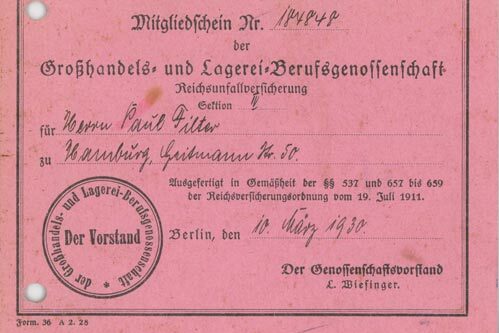 Mitgliedschein Nr. 184848
der
Großhandels- und Lagerei-Berufsgenossenschaft
Reichsunfallversicherung
Sektion V
für Herrn Paul Filter
zu Hamburg, Str. 50.
Ausgefertigt in Gemäßheit der §§ 537 und 657 bis 659
der Reichsversicherungsordnung vom 19. Juli 1911.
Berlin, den 10. März 1930.
der Großhandels- und Lagerei-Berufsgenossenschaft *
Der Vorstand
Der Genossenschaftsvorstand
L. Wiefinger.
Form. 36 A 2. 28